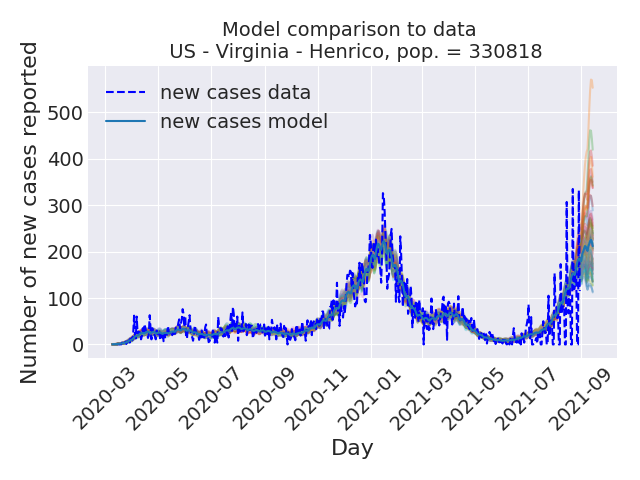 Model comparison to data
US - Virginia - Henrico, pop. = 330818
new cases data
new cases model
Number of new cases reported
500
400
300
200
100
0
2020-03
2020-05
2020-07
2020-09
2020-11
2021-01
2021-03
2021-05
2021-07
2021-09
Day